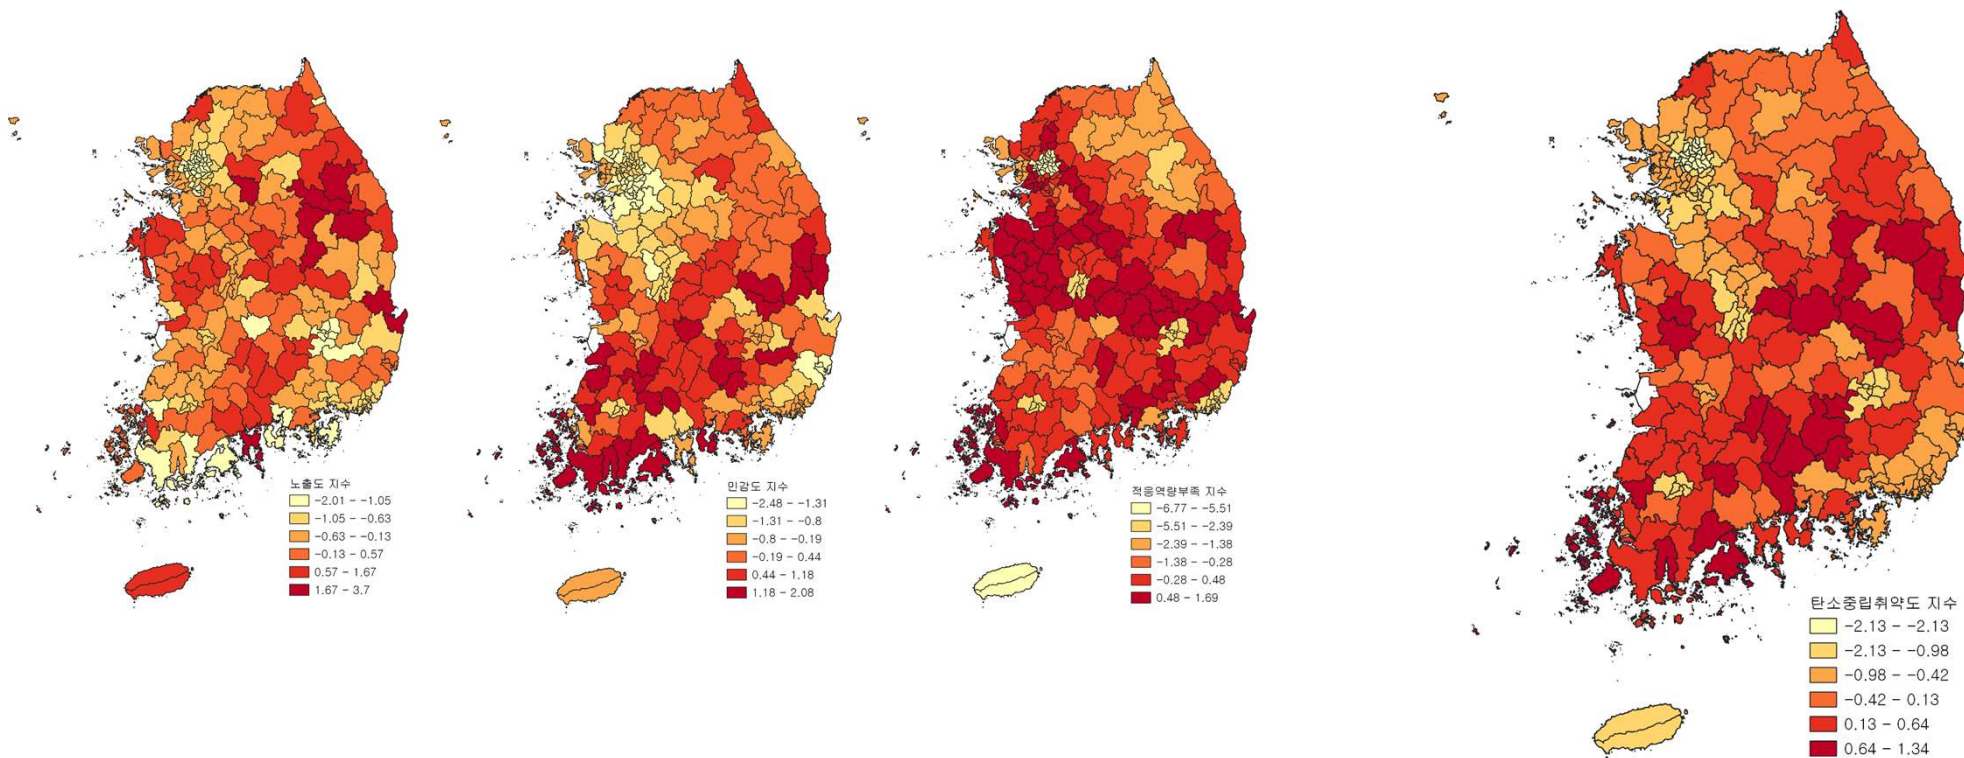 노출도 지수
-2.01 - -1.05
-1.05 - -0.63
-0.63 - -0.13
-0.13 - 0.57
0.57 - 1.67
1.67 - 3.7
민감도 지수
-2.48 - -1.31
-1.31 - -0.8
-0.8 - -0.19
-0.19 - 0.44
0.44 - 1.18
1.18 - 2.08
적응역량부족 지수
-6.77 - -5.51
-5.51 - -2.39
-2.39 - -1.38
-1.38 - -0.28
-0.28 - 0.48
0.48 - 1.69
탄소중립취약도 지수
-2.13 - -2.13
-2.13 - -0.98
-0.98 - -0.42
-0.42 - 0.13
0.13 - 0.64
0.64 - 1.34